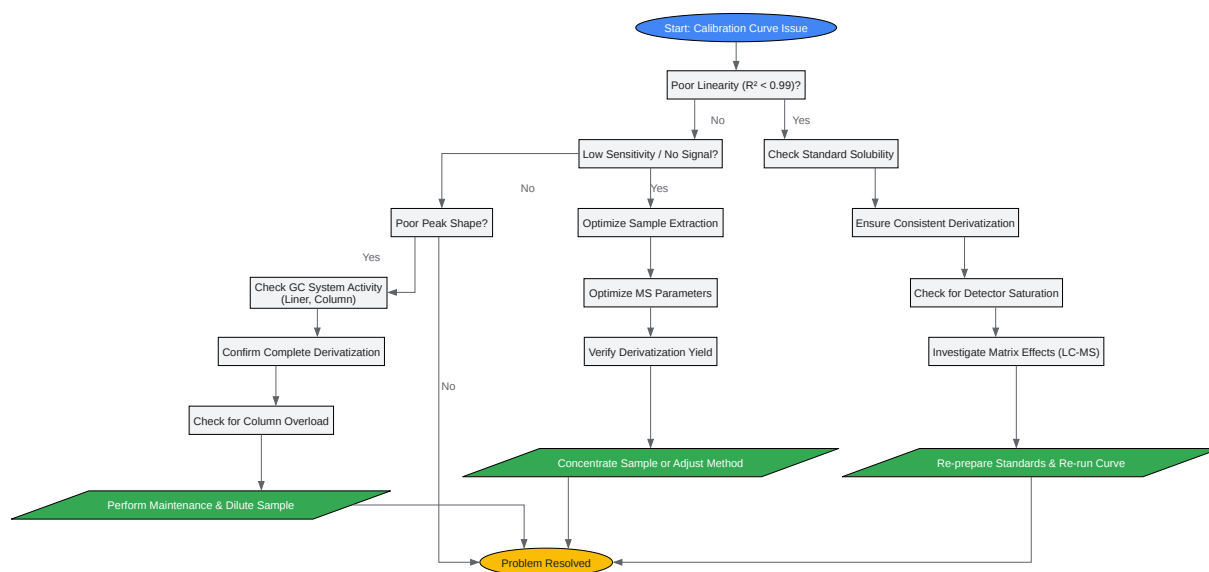 Start: Calibration Curve Issue
Poor Linearity (R² < 0.99)?
No
Yes
Low Sensitivity / No Signal?
Check Standard Solubility
No
Yes
Poor Peak Shape?
Optimize Sample Extraction
Ensure Consistent Derivatization
Yes
Check GC System Activity
(Liner, Column)
Optimize MS Parameters
Check for Detector Saturation
Confirm Complete Derivatization
Verify Derivatization Yield
Investigate Matrix Effects (LC-MS)
No
Check for Column Overload
Concentrate Sample or Adjust Method
Re-prepare Standards & Re-run Curve
Perform Maintenance & Dilute Sample
Problem Resolved